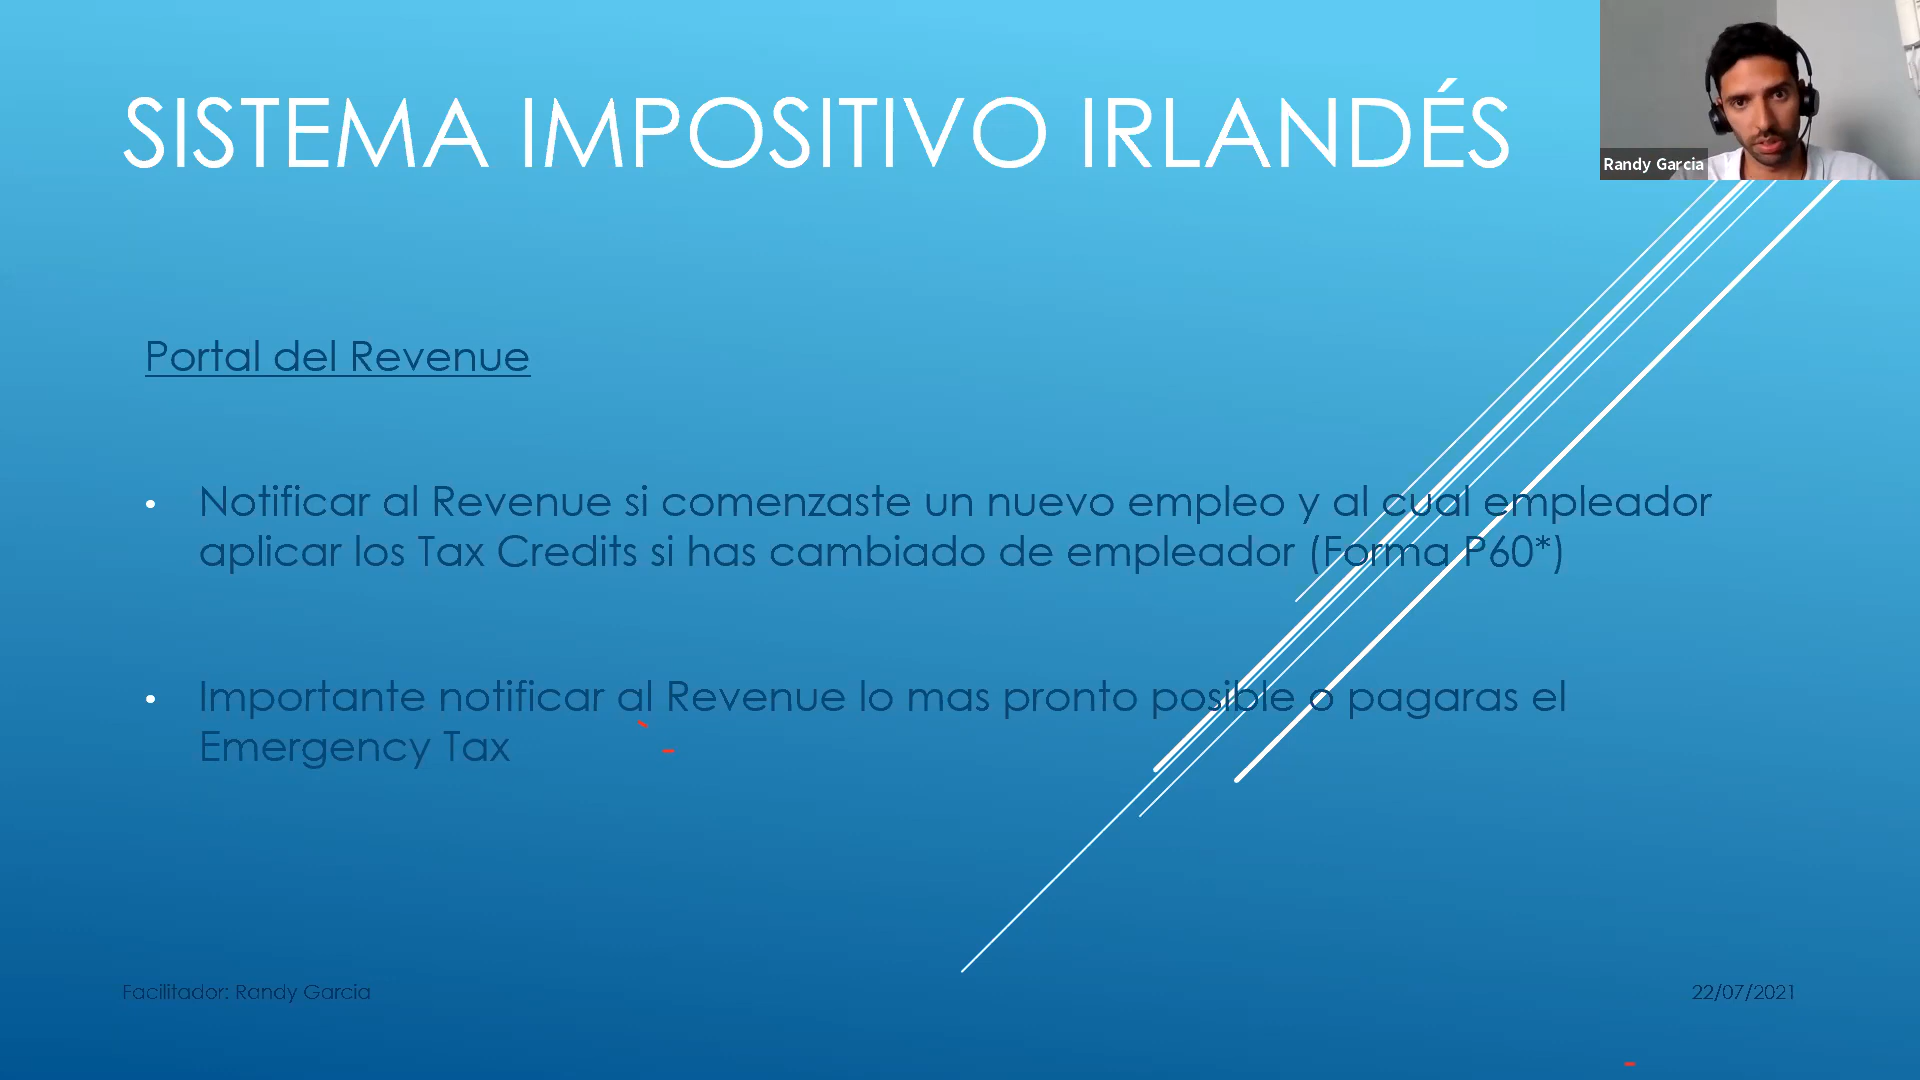 SISTEMA IMPOSITIVO IRLANDÉS
Randy Garcia
Portal del Revenue
• Notificar al Revenue si comenzaste un nuevo empleo y al cual empleador
aplicar los Tax Credits si has cambiado de empleador (Forma P60*)
• Importante notificar al Revenue lo mas pronto posible o pagaras el
Emergency Tax
Facilitador: Randy Garcia
22/07/2021